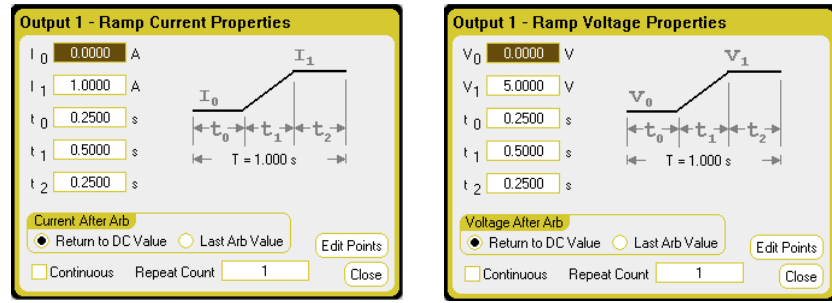 Output 1 - Ramp Current Properties
I 0 0.0000 A
I 1 1.0000 A
t 0 0.2500 s
t 1 0.5000 s
t 2 0.2500 s
I1
I0
t0 t1 t2
T = 1.000 s
Current After Arb
Return to DC Value Last Arb Value
Edit Points
Continuous Repeat Count 1
Close
Output 1 - Ramp Voltage Properties
V0 0.0000 V
V1 5.0000 V
t 0 0.2500 s
t 1 0.5000 s
t 2 0.2500 s
V1
V0
t0 t1 t2
T = 1.000 s
Voltage After Arb
Return to DC Value Last Arb Value
Edit Points
Continuous Repeat Count 1
Close